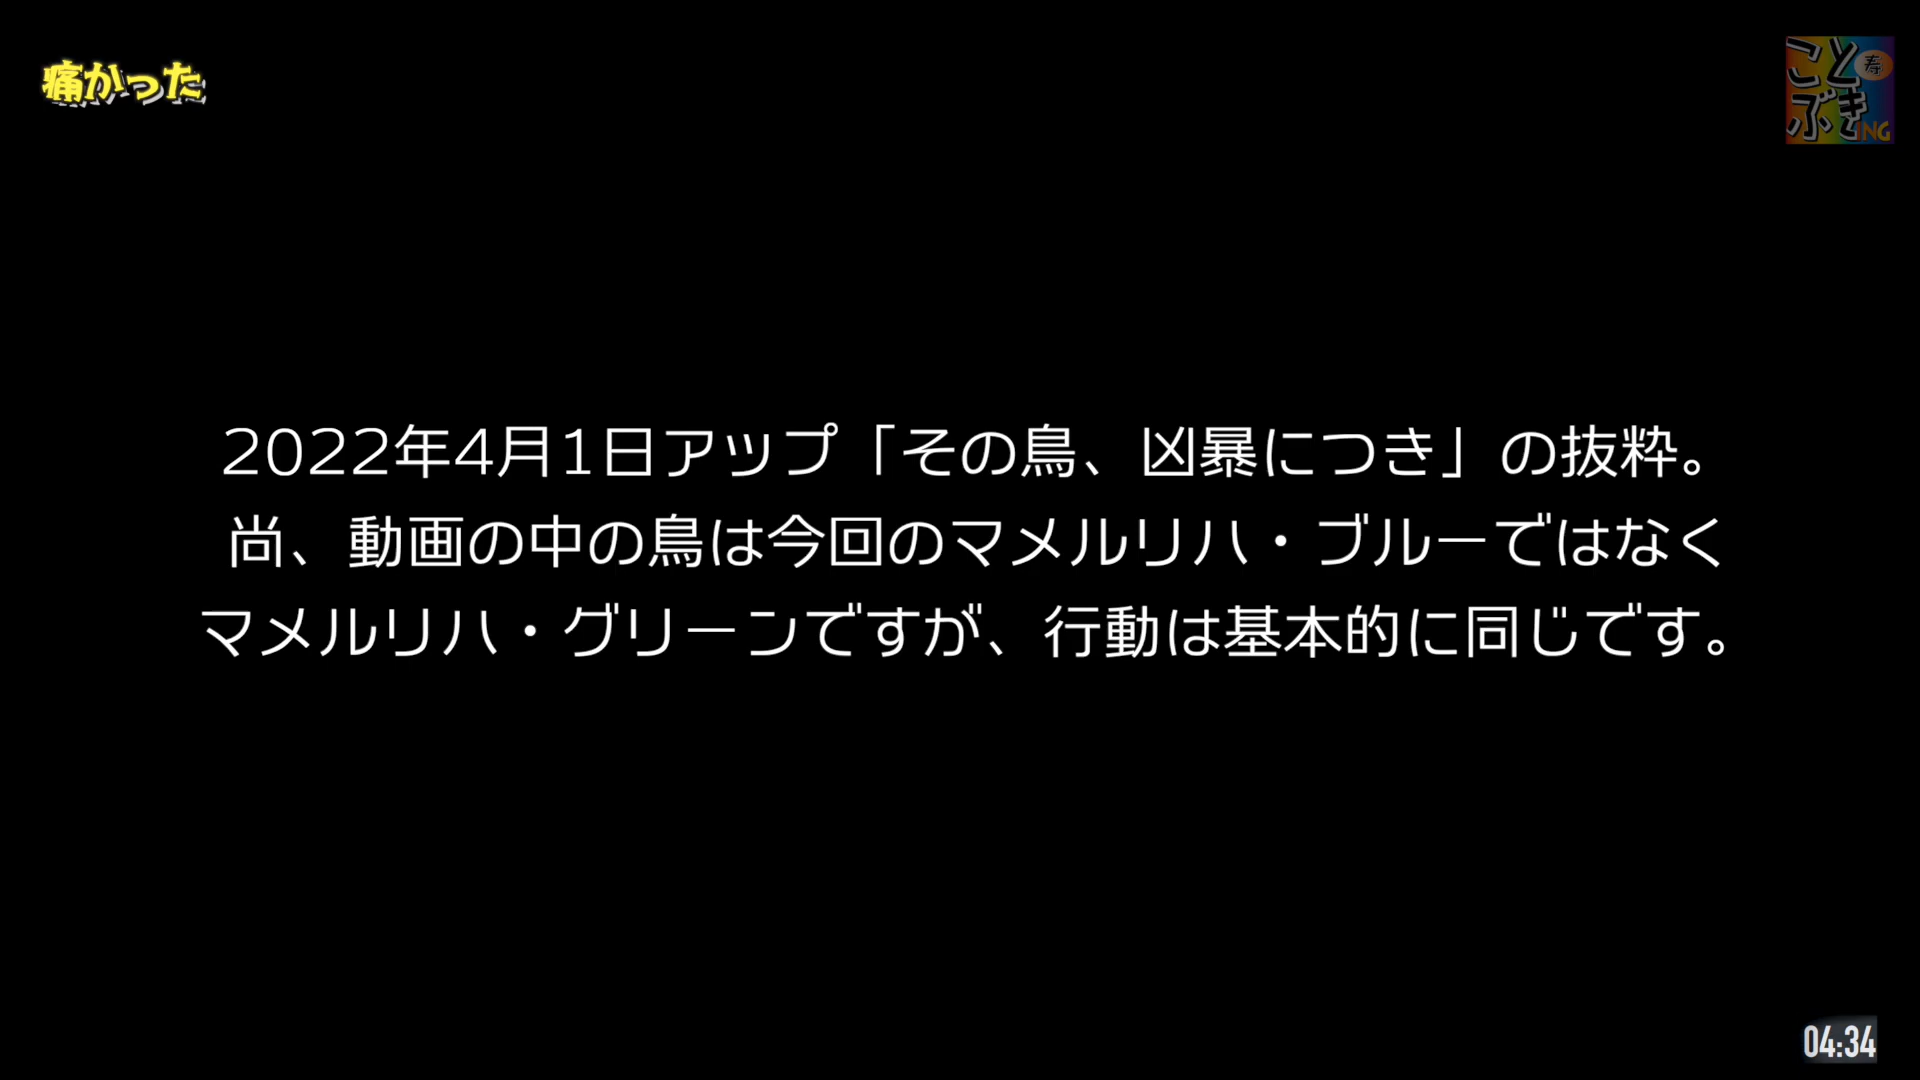 痛かった
ことぶき
寿
ING
2022年4月1日アップ「その鳥、凶暴につき」の抜粋。
尚、動画の中の鳥は今回のマメルリハ・ブルーではなく
マメルリハ・グリーンですが、行動は基本的に同じです。
04:34